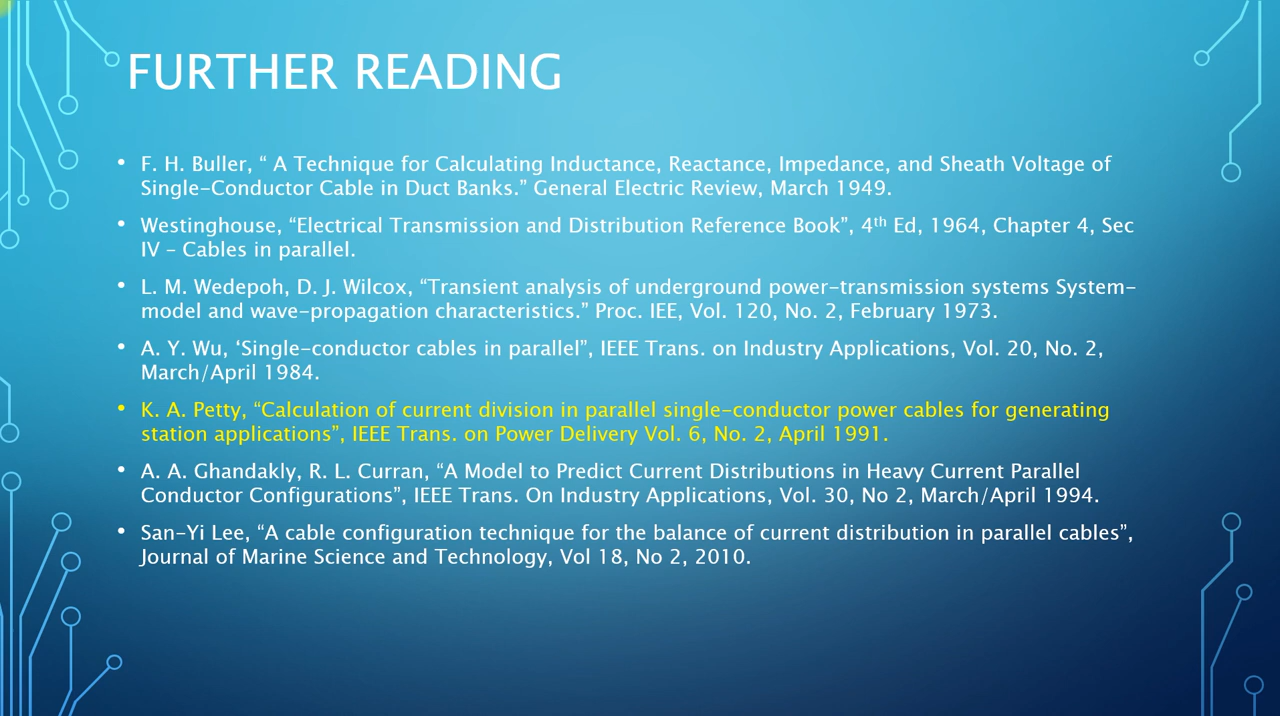 FURTHER READING
• F. H. Buller, “ A Technique for Calculating Inductance, Reactance, Impedance, and Sheath Voltage of
Single-Conductor Cable in Duct Banks.” General Electric Review, March 1949.
• Westinghouse, “Electrical Transmission and Distribution Reference Book”, 4th Ed, 1964, Chapter 4, Sec
IV – Cables in parallel.
• L. M. Wedepoh, D. J. Wilcox, “Transient analysis of underground power-transmission systems System-
model and wave-propagation characteristics.” Proc. IEE, Vol. 120, No. 2, February 1973.
• A. Y. Wu, ‘Single-conductor cables in parallel”, IEEE Trans. on Industry Applications, Vol. 20, No. 2,
March/April 1984.
• K. A. Petty, “Calculation of current division in parallel single-conductor power cables for generating
station applications”, IEEE Trans. on Power Delivery Vol. 6, No. 2, April 1991.
• A. A. Ghandakly, R. L. Curran, “A Model to Predict Current Distributions in Heavy Current Parallel
Conductor Configurations”, IEEE Trans. On Industry Applications, Vol. 30, No 2, March/April 1994.
• San-Yi Lee, “A cable configuration technique for the balance of current distribution in parallel cables”,
Journal of Marine Science and Technology, Vol 18, No 2, 2010.